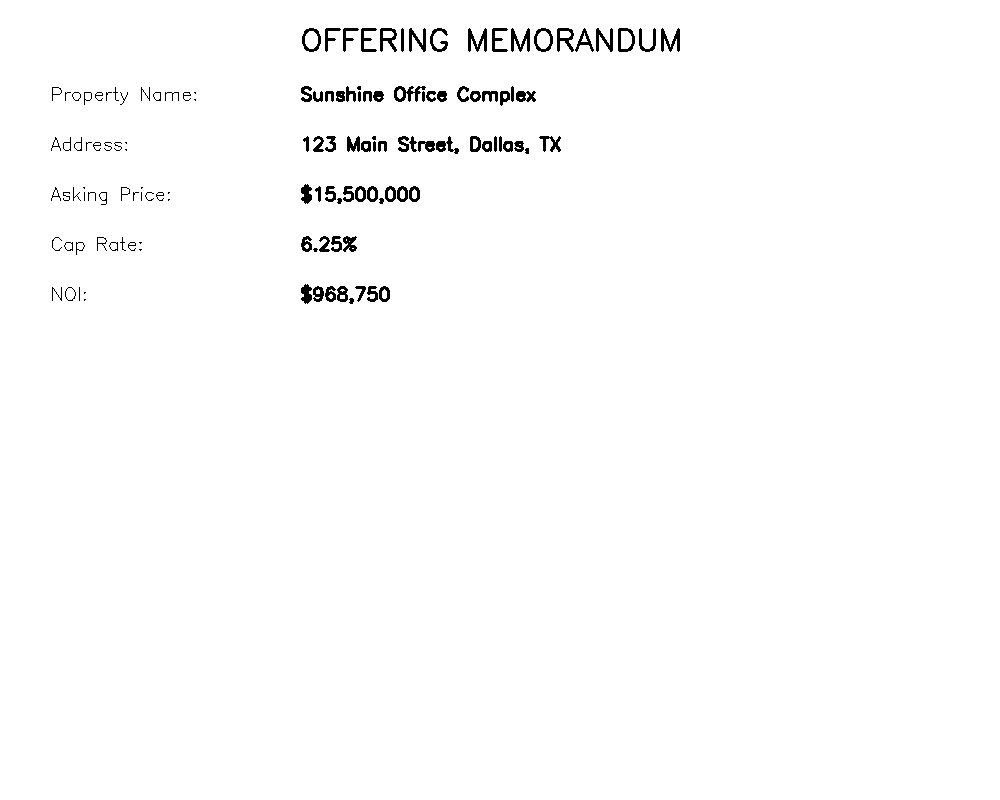 OFFERING MEMORANDUM
Property Name: Sunshine Office Complex
Address: 123 Main Street, Dallas, TX
Asking Price: $15,500,000
Cap Rate: 6.25%
NOI: $968,750